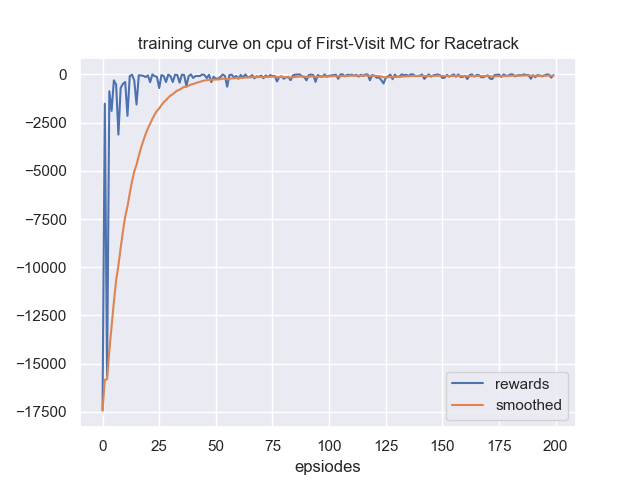 training curve on cpu of First-Visit MC for Racetrack
0
−2500
−5000
−7500
−10000
−12500
−15000
−17500
rewards
smoothed
0 25 50 75 100 125 150 175 200
epsiodes